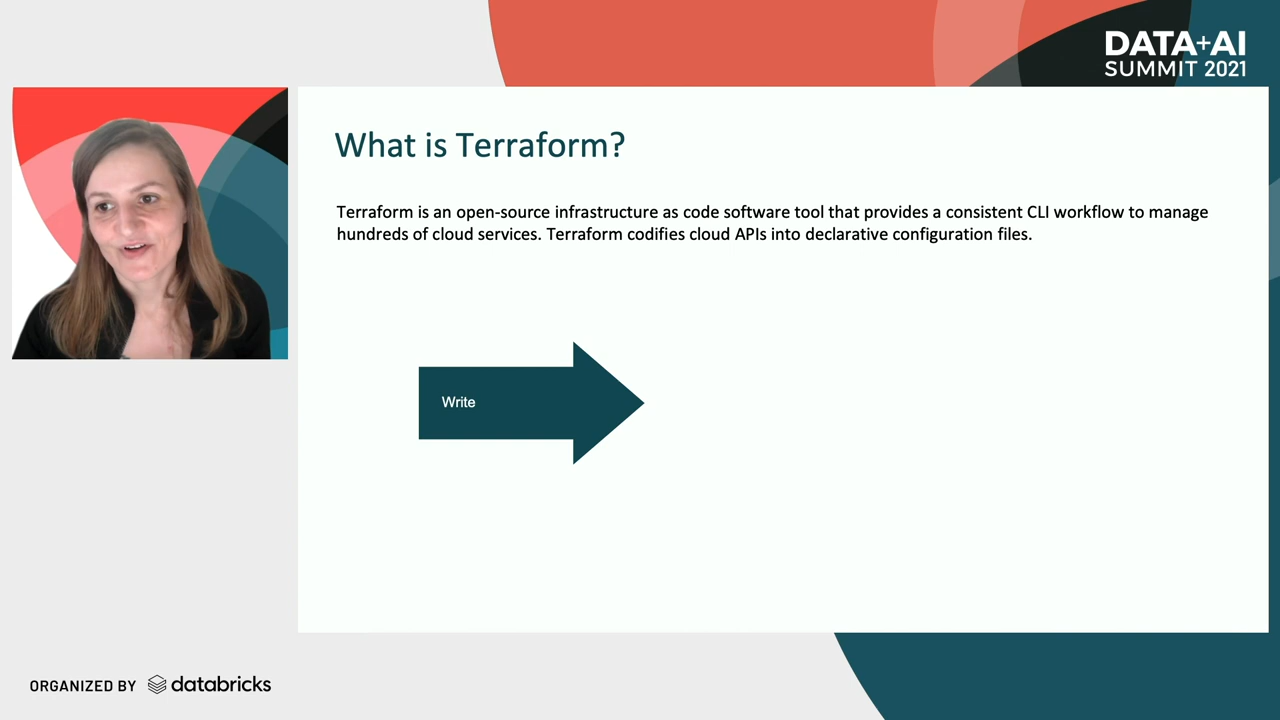 DATA+AI
SUMMIT 2021
What is Terraform?
Terraform is an open-source infrastructure as code software tool that provides a consistent CLI workflow to manage
hundreds of cloud services. Terraform codifies cloud APIs into declarative configuration files.
Write
ORGANIZED BY databricks